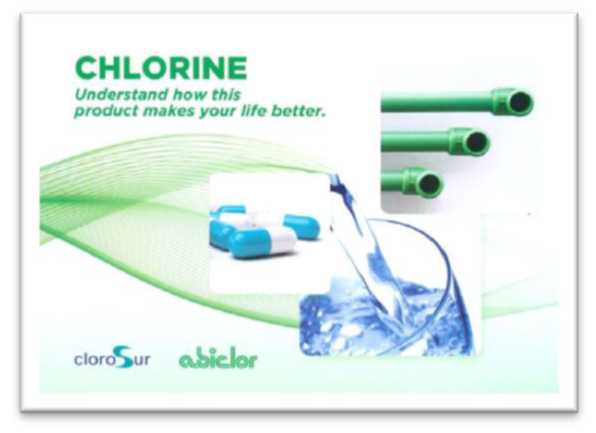 CHLORINE
Understand how this
product makes your life better.
cloroSur
abiclor